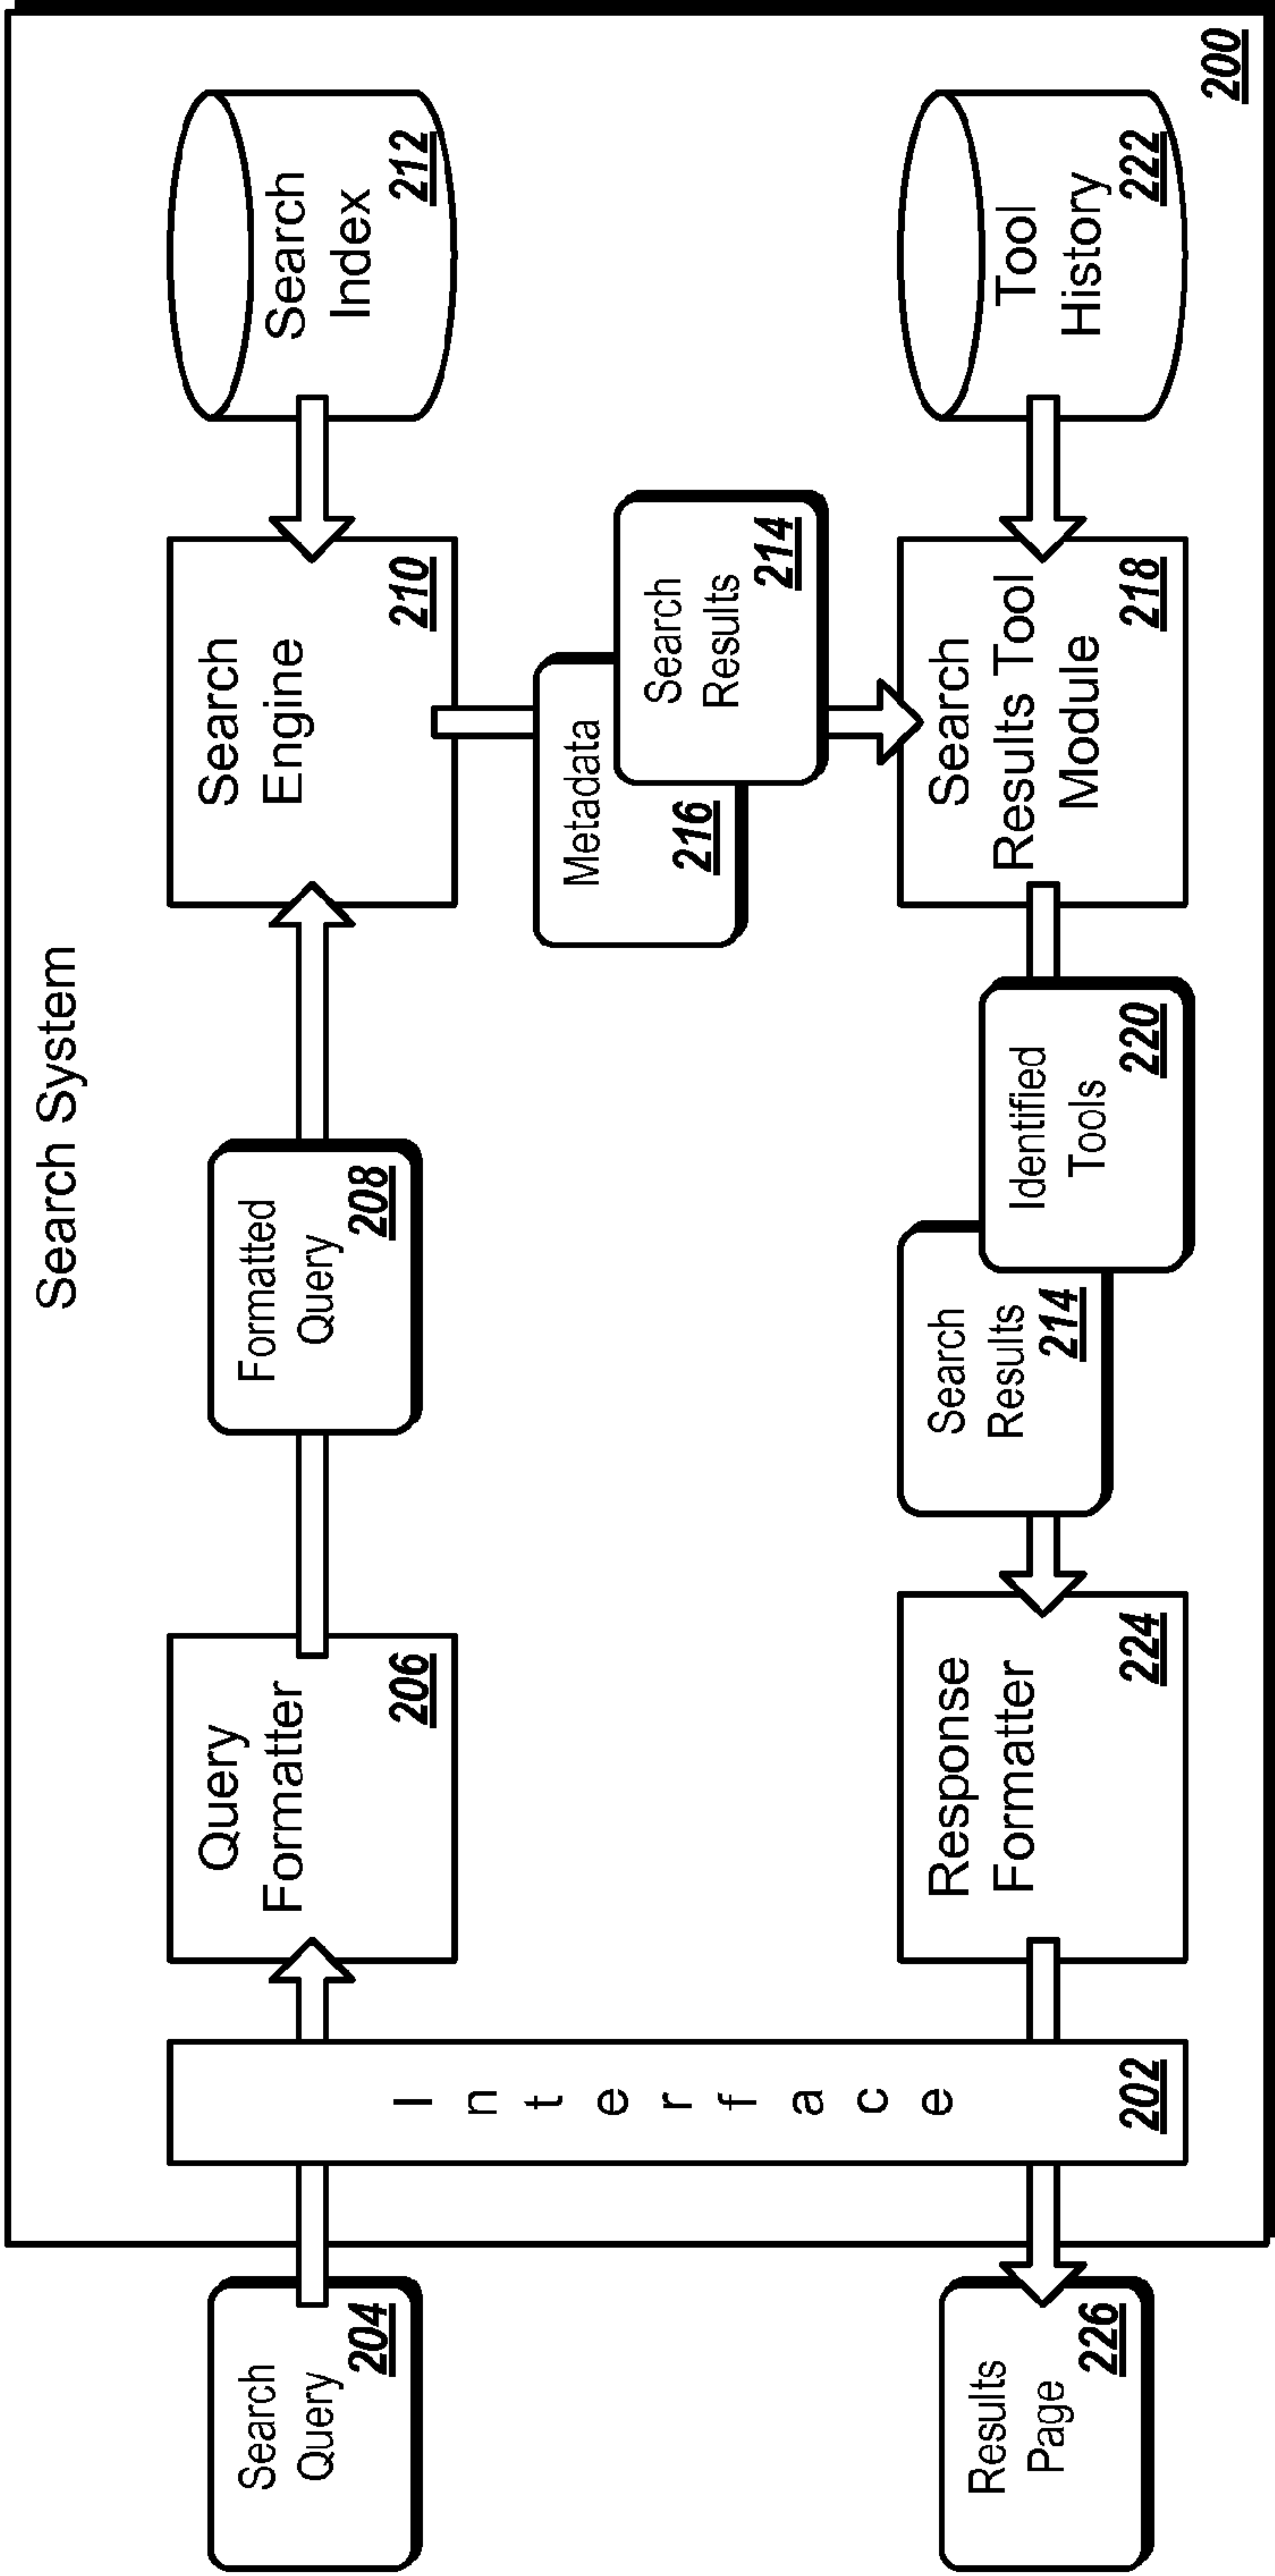 Search System
Search
Query
204
Query
Formatter
206
Formatted
Query
208
Search
Engine
210
Search
Index
212
Metadata
216
Search
Results
214
Interface
202
Results
Page
226
Response
Formatter
224
Search
Results
214
Identified
Tools
220
Search
Results Tool
Module
218
Tool
History
222
200